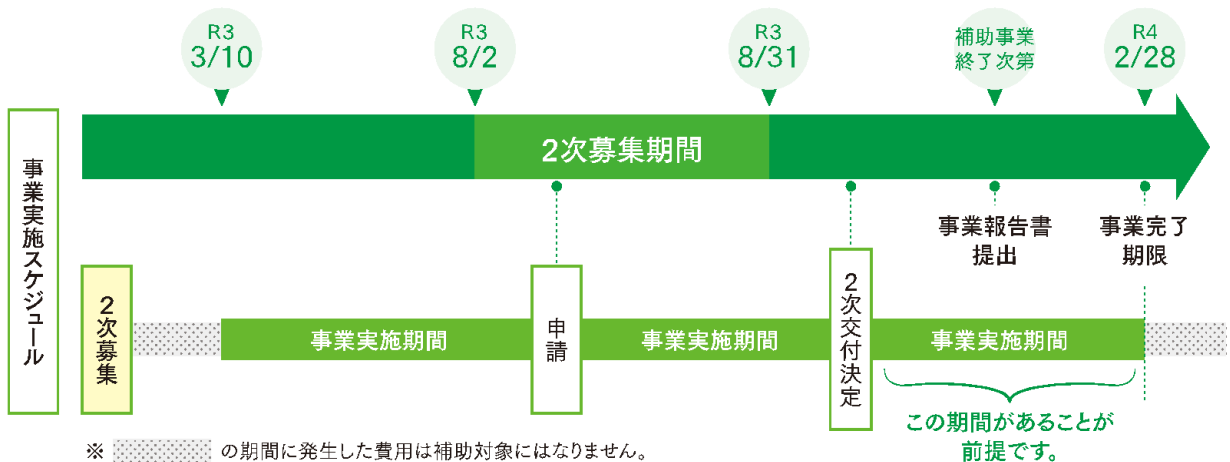 R3
3/10
R3
8/2
R3
8/31
補助事業
終了次第
R4
2/28
事業実施スケジュール
2次募集期間
事業報告書
提出
事業完了
期限
2次募集
事業実施期間
申請
事業実施期間
2次交付決定
事業実施期間
この期間があることが
前提です。
※ の期間に発生した費用は補助対象にはなりません。